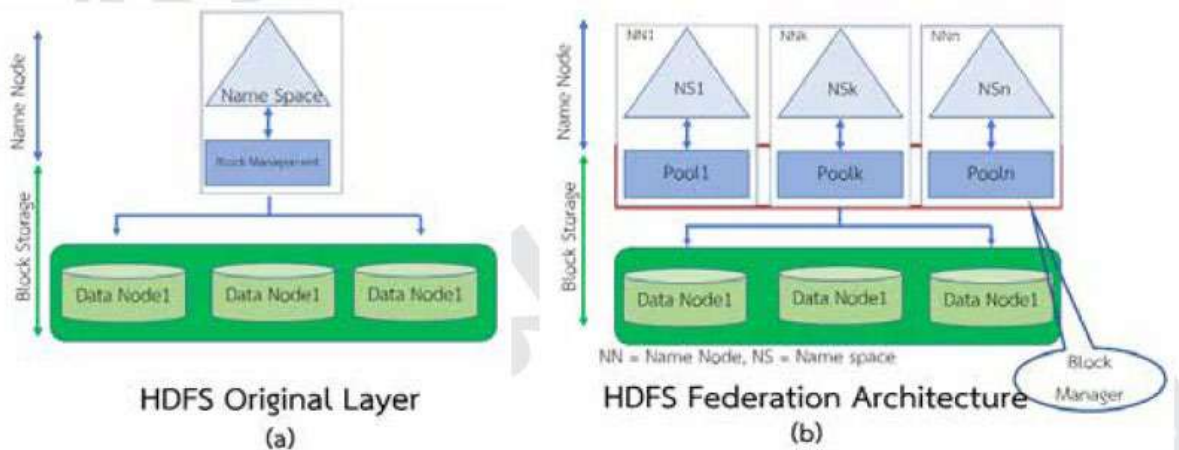 Name Node
Block Storage
Name Space
Block Management
Data Node1
Data Node1
Data Node1
HDFS Original Layer
(a)
Name Node
Block Storage
NN1
NNk
NNn
NS1
NSk
NSn
Pool1
Poolk
Pooln
Data Node1
Data Node1
Data Node1
NN = Name Node, NS = Name space
Block
Manager
HDFS Federation Architecture
(b)